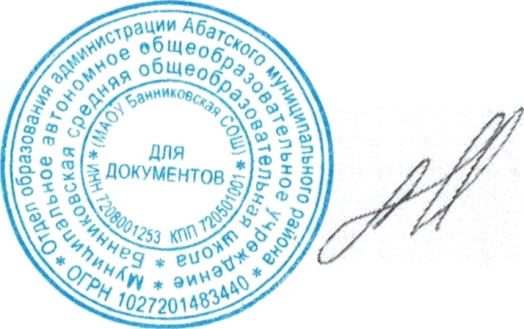 Отдел образования администрации Абатского муниципального района
* ОГРН 1027201483440 *
Муниципальное автономное общеобразовательное учреждение *
Банниковская средняя общеобразовательная школа *
(МАОУ Банниковская СОШ)
* ИНН 7208001253 КПП 720501001 *
ДЛЯ
ДОКУМЕНТОВ